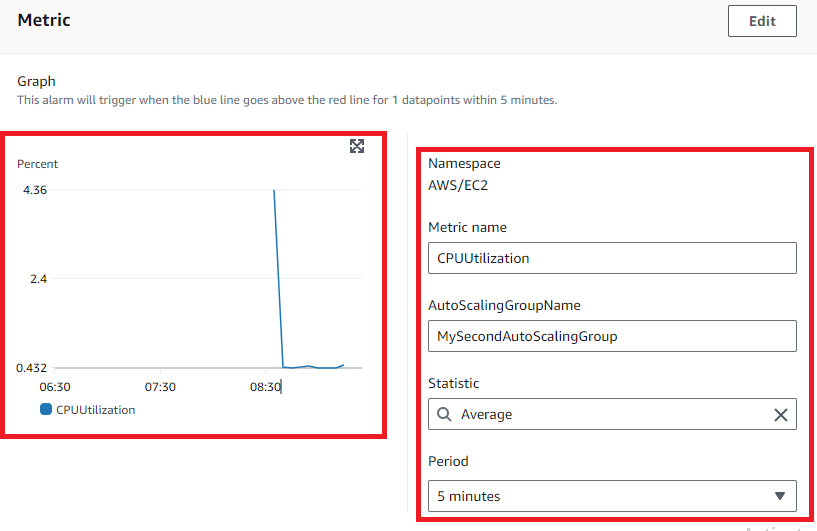 Metric
Edit
Graph
This alarm will trigger when the blue line goes above the red line for 1 datapoints within 5 minutes.
Percent
4.36
2.4
0.432
06:30
07:30
08:30
CPUUtilization
Namespace
AWS/EC2
Metric name
CPUUtilization
AutoScalingGroupName
MySecondAutoScalingGroup
Statistic
Average
Period
5 minutes